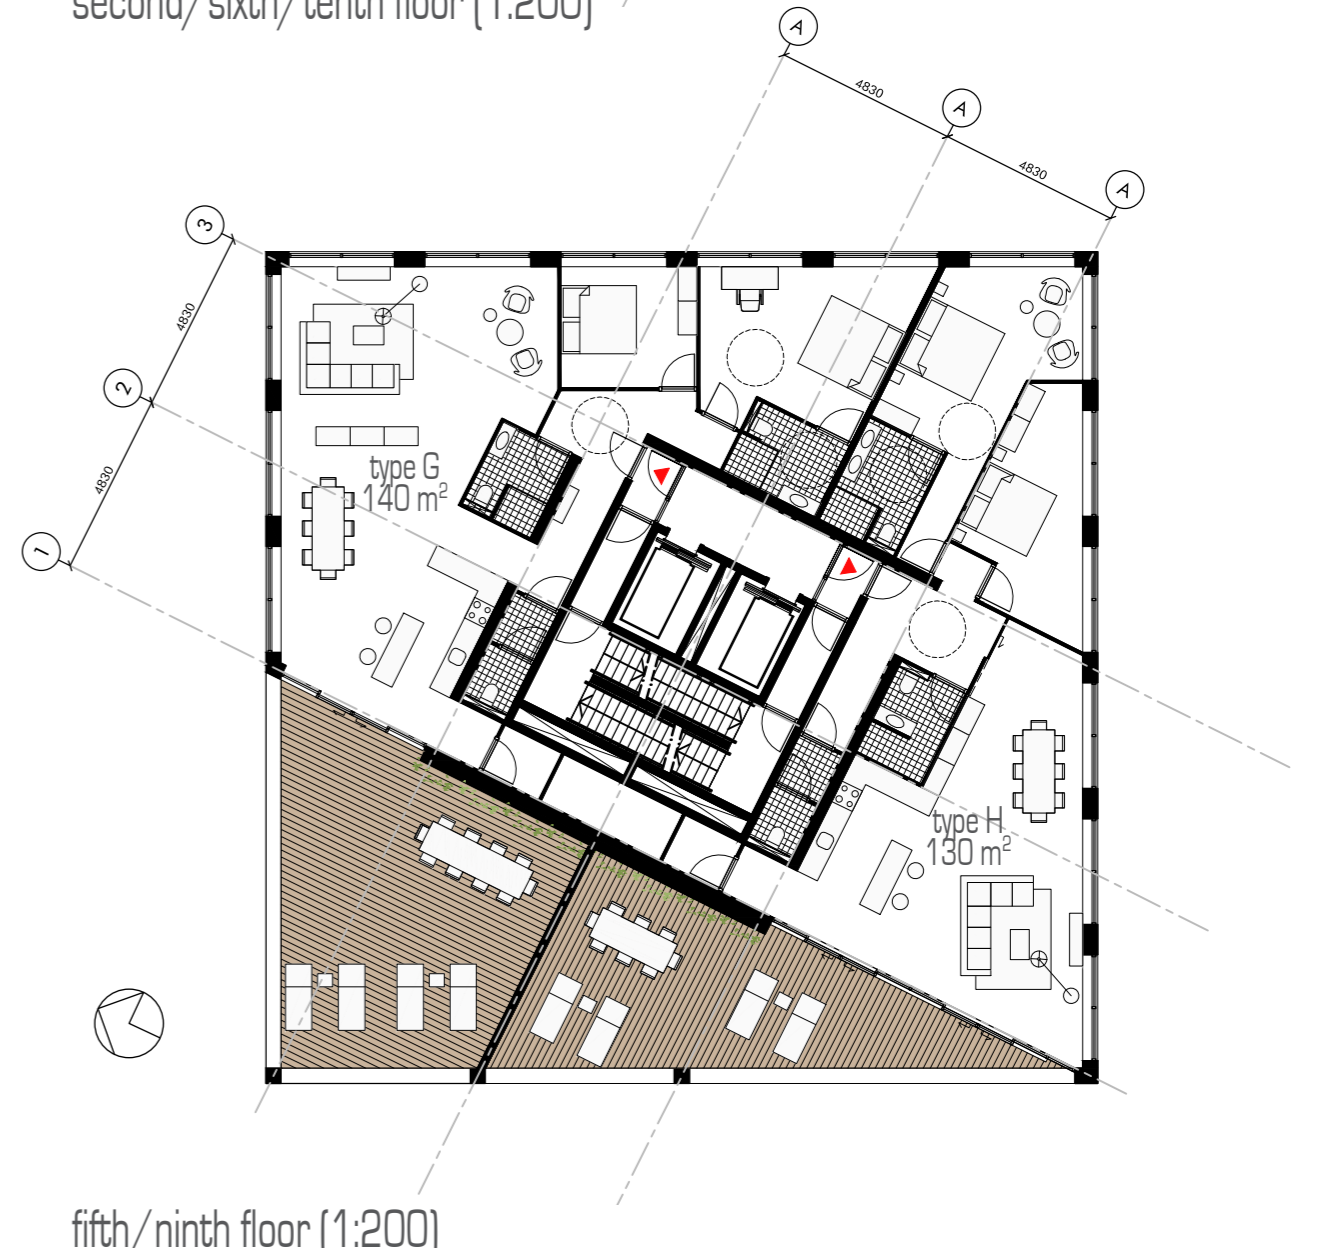 second/sixth/tenth floor (1:200)
A
4830
A
4830
A
3
4830
2
4830
1
type G
140 m²
type H
130 m²
fifth/ninth floor (1:200)